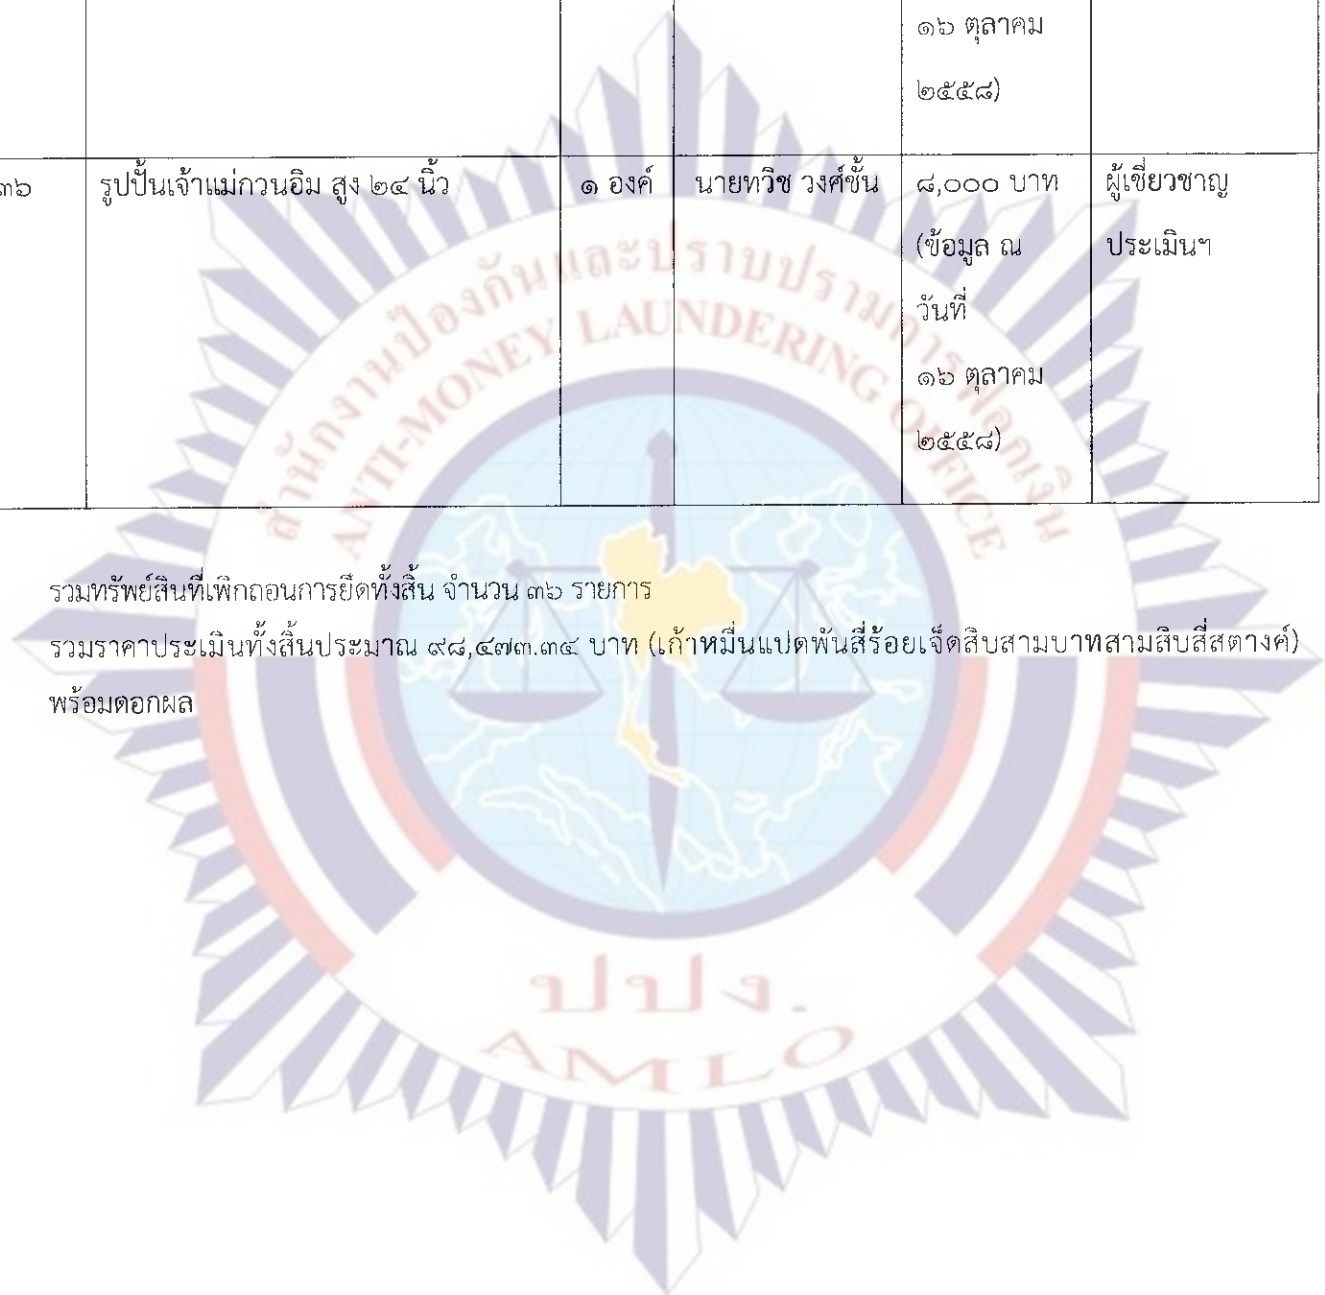 ๑๖ ตุลาคม
๒๕๕๘)
๓๖ รูปปั้นเจ้าแม่กวนอิม สูง ๒๔ นิ้ว ๑ องค์ นายทวิช วงศ์ชั้น ๘,๐๐๐ บาท ผู้เชี่ยวชาญ
(ข้อมูล ณ ประเมินฯ
วันที่
๑๖ ตุลาคม
๒๕๕๘)
สำนักงานป้องกันและปราบปรามการฟอกเงิน
ANTI-MONEY LAUNDERING OFFICE
รวมทรัพย์สินที่เพิกถอนการยึดทั้งสิ้น จำนวน ๓๖ รายการ
รวมราคาประเมินทั้งสิ้นประมาณ ๙๘,๔๗๓.๓๔ บาท (เก้าหมื่นแปดพันสี่ร้อยเจ็ดสิบสามบาทสามสิบสี่สตางค์)
พร้อมดอกผล
ปปง.
AMLO